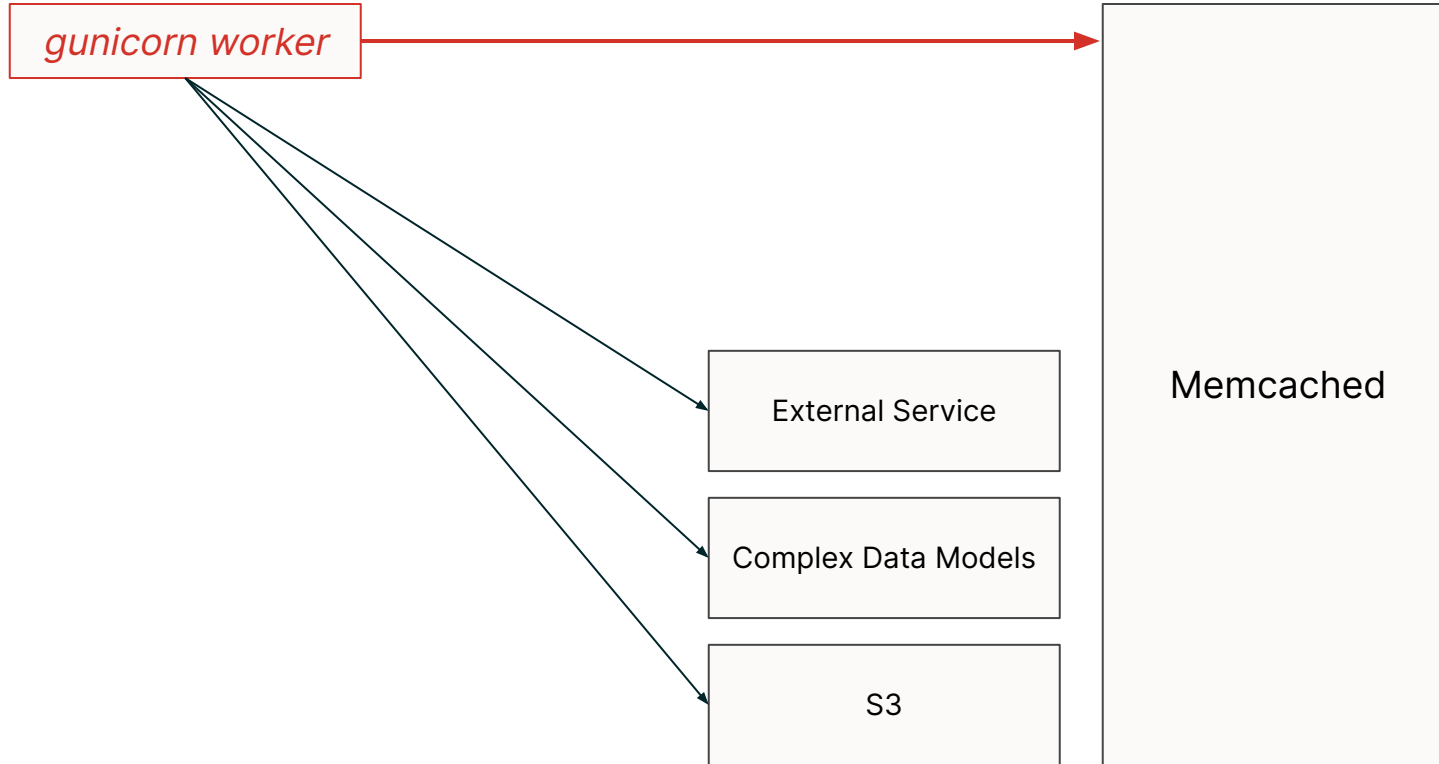 gunicorn worker
External Service
Memcached
Complex Data Models
S3